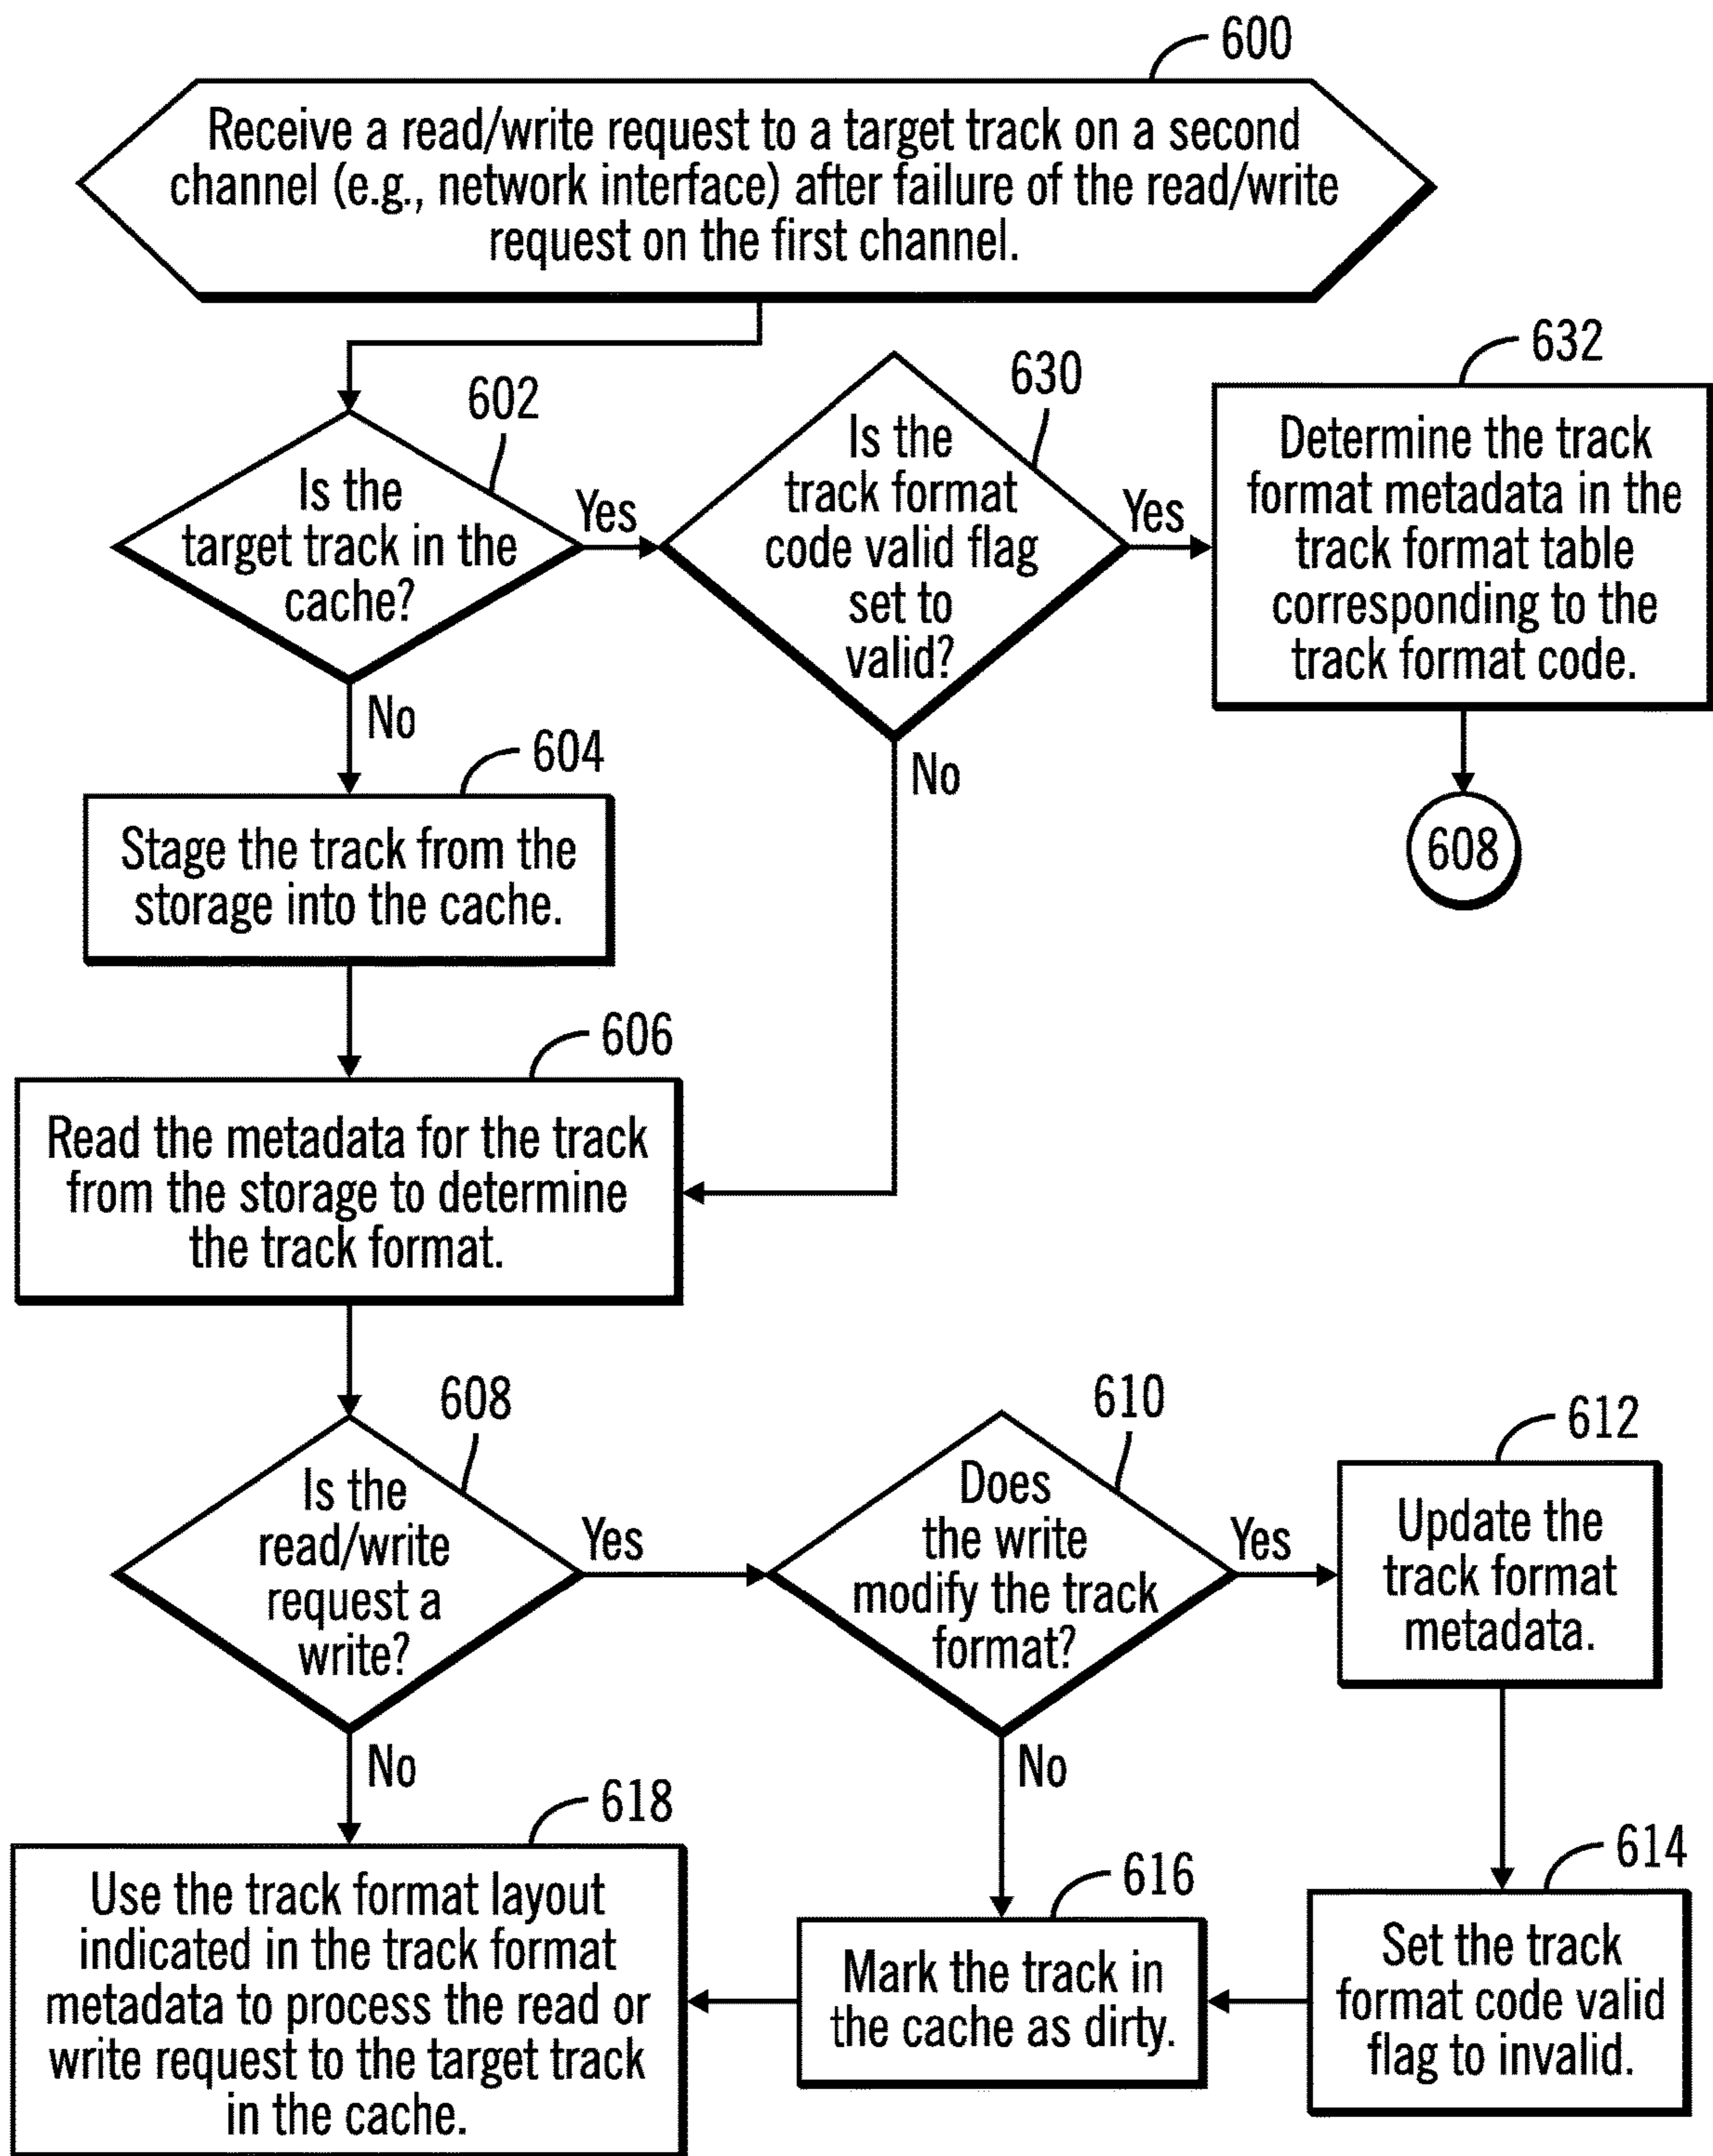 600
Receive a read/write request to a target track on a second
channel (e.g., network interface) after failure of the read/write
request on the first channel.
602
Is the
target track in the
cache?
Yes
No
630
Is the
track format
code valid flag
set to
valid?
Yes
No
632
Determine the track
format metadata in the
track format table
corresponding to the
track format code.
608
604
Stage the track from the
storage into the cache.
606
Read the metadata for the track
from the storage to determine
the track format.
608
Is the
read/write
request a
write?
Yes
No
610
Does
the write
modify the track
format?
Yes
No
612
Update the
track format
metadata.
614
Set the track
format code valid
flag to invalid.
616
Mark the track in
the cache as dirty.
618
Use the track format layout
indicated in the track format
metadata to process the read or
write request to the target track
in the cache.